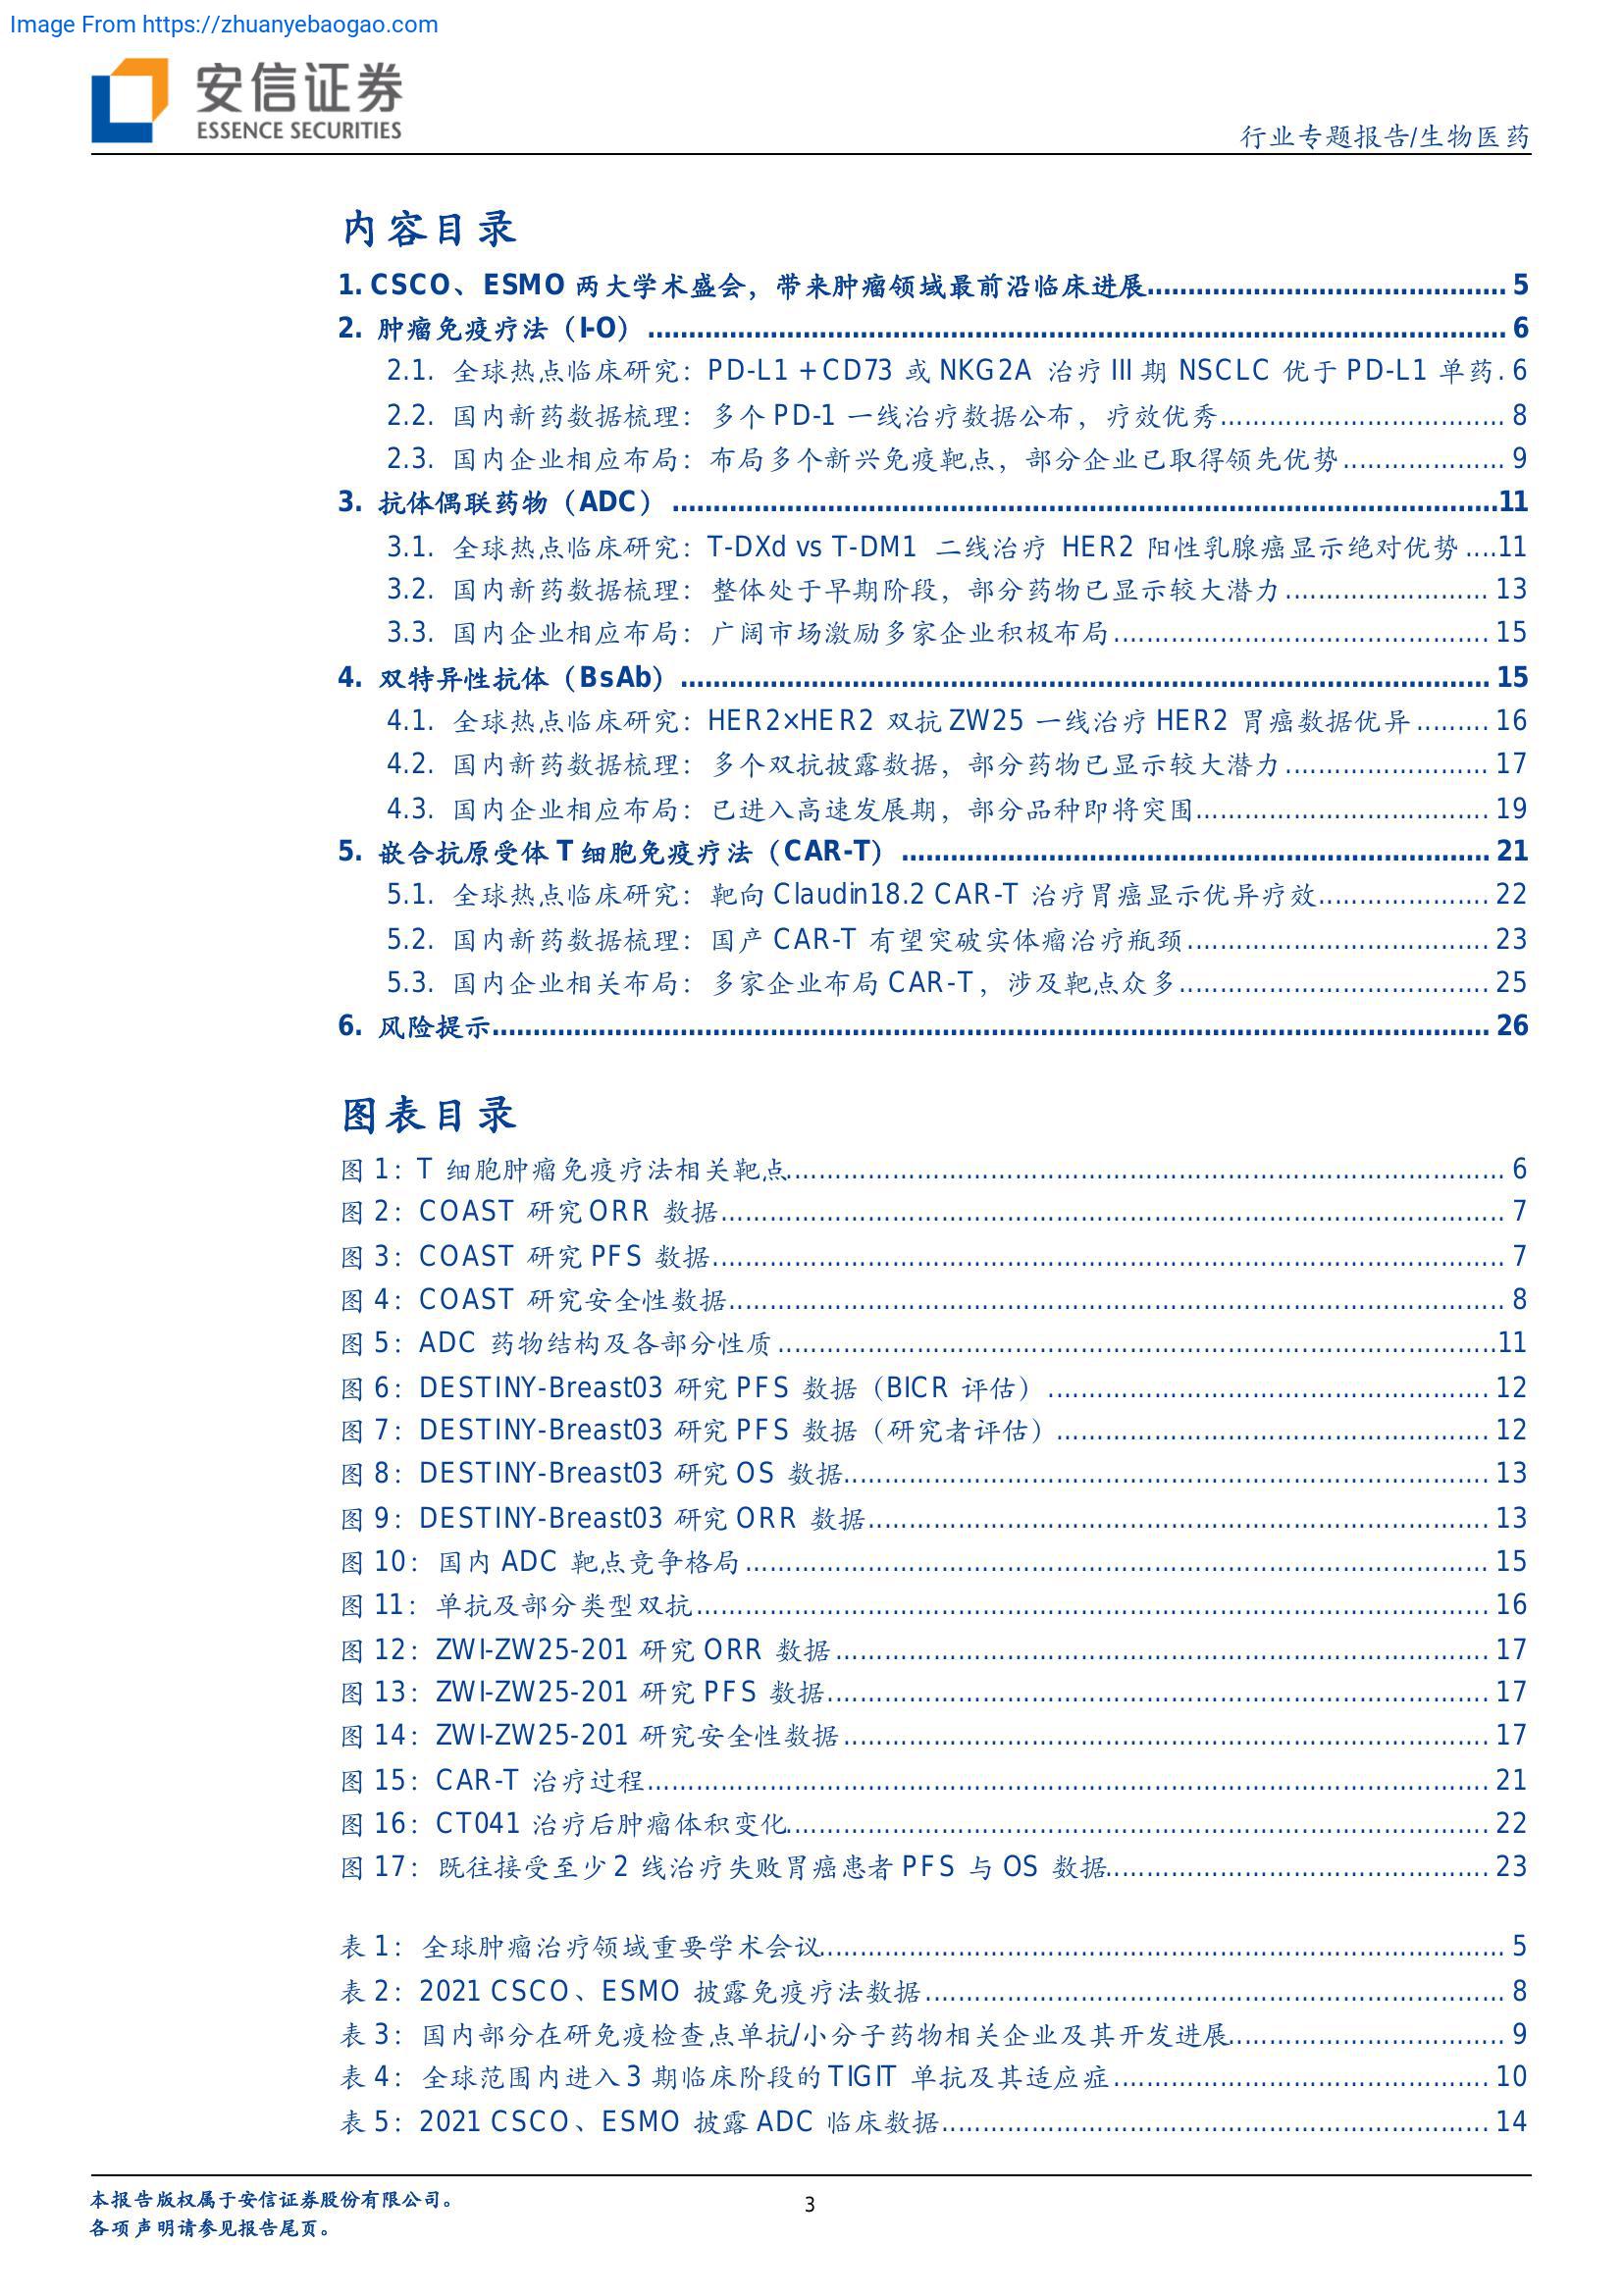 Image From https://zhuanyebaogao.com
安信证券
ESSENCE SECURITIES
行业专题报告/生物医药
内容目录
1. CSCO、ESMO 两大学术盛会，带来肿瘤领域最前沿临床进展............................................ 5
2. 肿瘤免疫疗法（I-O）.......................................................................................................... 6
2.1. 全球热点临床研究：PD-L1＋CD73 或 NKG2A 治疗 III 期 NSCLC 优于 PD-L1 单药. 6
2.2. 国内新药数据梳理：多个 PD-1 一线治疗数据公布，疗效优秀................................... 8
2.3. 国内企业相应布局：布局多个新兴免疫靶点，部分企业已取得领先优势.................... 9
3. 抗体偶联药物（ADC）.......................................................................................................11
3.1. 全球热点临床研究：T-DXd vs T-DM1 二线治疗 HER2 阳性乳腺癌显示绝对优势....11
3.2. 国内新药数据梳理：整体处于早期阶段，部分药物已显示较大潜力......................... 13
3.3. 国内企业相应布局：广阔市场激励多家企业积极布局.............................................. 15
4. 双特异性抗体（BsAb）.................................................................................................... 15
4.1. 全球热点临床研究：HER2×HER2 双抗 ZW25 一线治疗 HER2 胃癌数据优异......... 16
4.2. 国内新药数据梳理：多个双抗披露数据，部分药物已显示较大潜力......................... 17
4.3. 国内企业相应布局：已进入高速发展期，部分品种即将突围.................................... 19
5. 嵌合抗原受体 T 细胞免疫疗法（CAR-T）........................................................................ 21
5.1. 全球热点临床研究：靶向 Claudin18.2 CAR-T 治疗胃癌显示优异疗效..................... 22
5.2. 国内新药数据梳理：国产 CAR-T 有望突破实体瘤治疗瓶颈..................................... 23
5.3. 国内企业相关布局：多家企业布局 CAR-T，涉及靶点众多...................................... 25
6. 风险提示........................................................................................................................... 26
图表目录
图 1：T 细胞肿瘤免疫疗法相关靶点........................................................................................ 6
图 2：COAST 研究 ORR 数据................................................................................................ 7
图 3：COAST 研究 PFS 数据................................................................................................. 7
图 4：COAST 研究安全性数据............................................................................................... 8
图 5：ADC 药物结构及各部分性质........................................................................................11
图 6：DESTINY-Breast03 研究 PFS 数据（BICR 评估）...................................................... 12
图 7：DESTINY-Breast03 研究 PFS 数据（研究者评估）..................................................... 12
图 8：DESTINY-Breast03 研究 OS 数据............................................................................... 13
图 9：DESTINY-Breast03 研究 ORR 数据............................................................................ 13
图 10：国内 ADC 靶点竞争格局........................................................................................... 15
图 11：单抗及部分类型双抗................................................................................................. 16
图 12：ZWI-ZW25-201 研究 ORR 数据................................................................................ 17
图 13：ZWI-ZW25-201 研究 PFS 数据................................................................................. 17
图 14：ZWI-ZW25-201 研究安全性数据............................................................................... 17
图 15：CAR-T 治疗过程....................................................................................................... 21
图 16：CT041 治疗后肿瘤体积变化...................................................................................... 22
图 17：既往接受至少 2 线治疗失败胃癌患者 PFS 与 OS 数据............................................... 23
表 1：全球肿瘤治疗领域重要学术会议.................................................................................... 5
表 2：2021 CSCO、ESMO 披露免疫疗法数据....................................................................... 8
表 3：国内部分在研免疫检查点单抗/小分子药物相关企业及其开发进展.................................. 9
表 4：全球范围内进入 3 期临床阶段的 TIGIT 单抗及其适应症.............................................. 10
表 5：2021 CSCO、ESMO 披露 ADC 临床数据................................................................... 14
本报告版权属于安信证券股份有限公司。
各项声明请参见报告尾页。
3